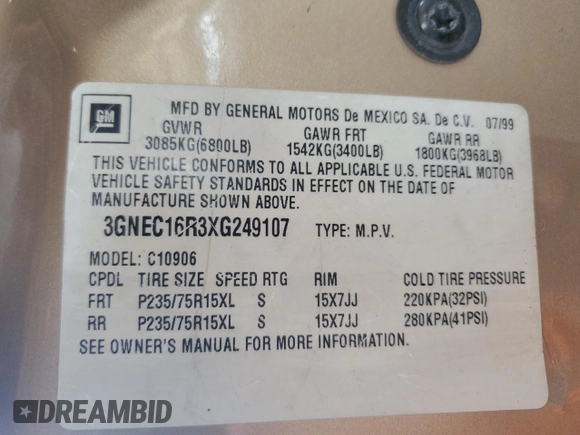 GM
MFD BY GENERAL MOTORS De MEXICO SA. De C.V. 07/99
GVWR GAWR FRT GAWR RR
3085KG(6800LB) 1542KG(3400LB) 1800KG(3968LB)
THIS VEHICLE CONFORMS TO ALL APPLICABLE U.S. FEDERAL MOTOR
VEHICLE SAFETY STANDARDS IN EFFECT ON THE DATE OF
MANUFACTURE SHOWN ABOVE.
3GNEC16R3XG249107 TYPE: M.P.V.
MODEL: C10906
CPDL TIRE SIZE SPEED RTG RIM COLD TIRE PRESSURE
FRT P235/75R15XL S 15X7JJ 220KPA(32PSI)
RR P235/75R15XL S 15X7JJ 280KPA(41PSI)
SEE OWNER'S MANUAL FOR MORE INFORMATION.
DREAMBID